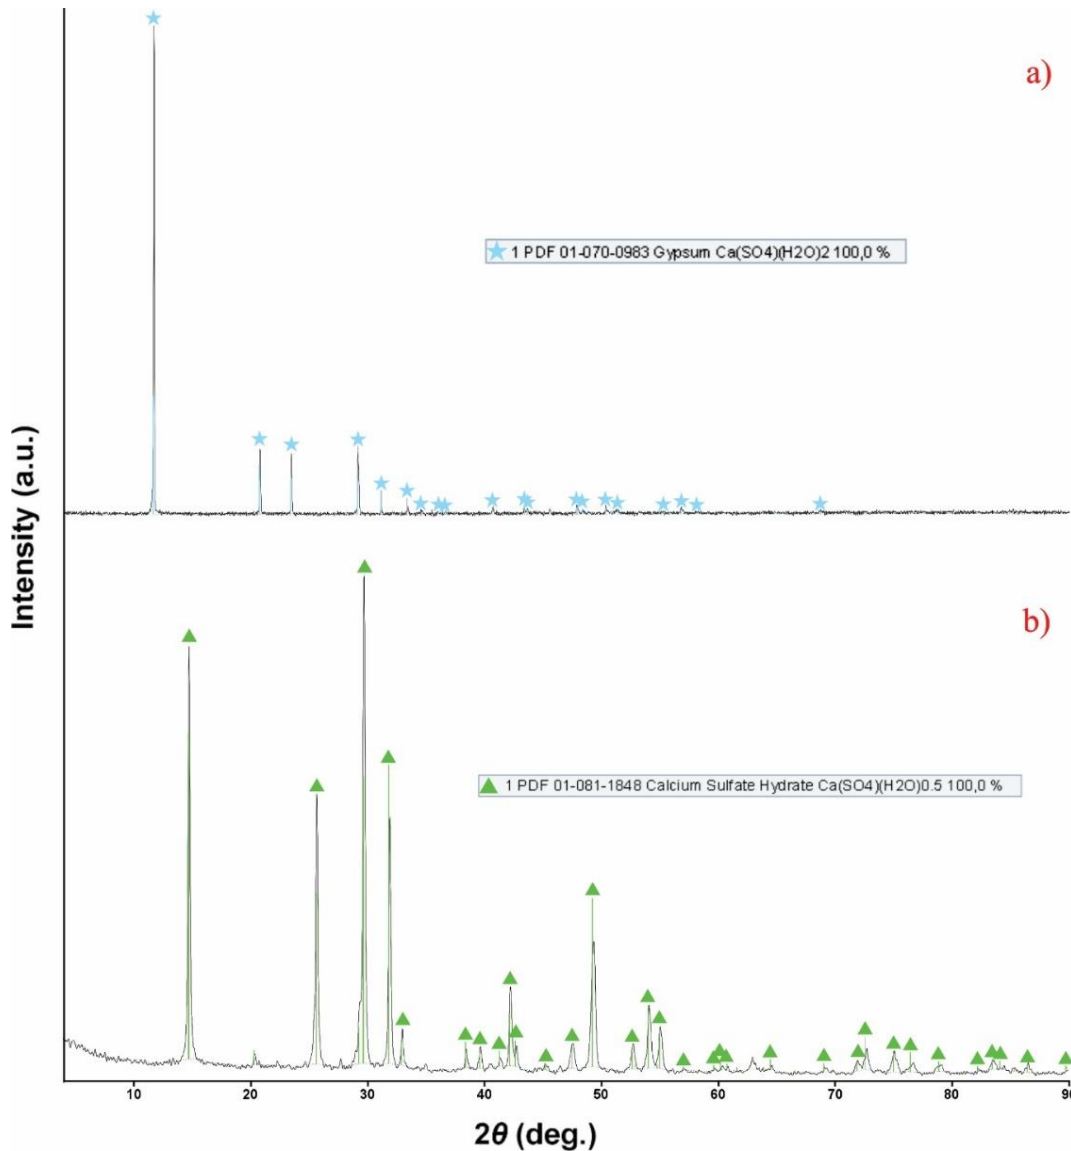 a)
1 PDF 01-070-0983 Gypsum Ca(SO4)(H2O)2 100,0 %
Intensity (a.u.)
b)
1 PDF 01-081-1848 Calcium Sulfate Hydrate Ca(SO4)(H2O)0.5 100,0 %
10 20 30 40 50 60 70 80 90
2θ (deg.)